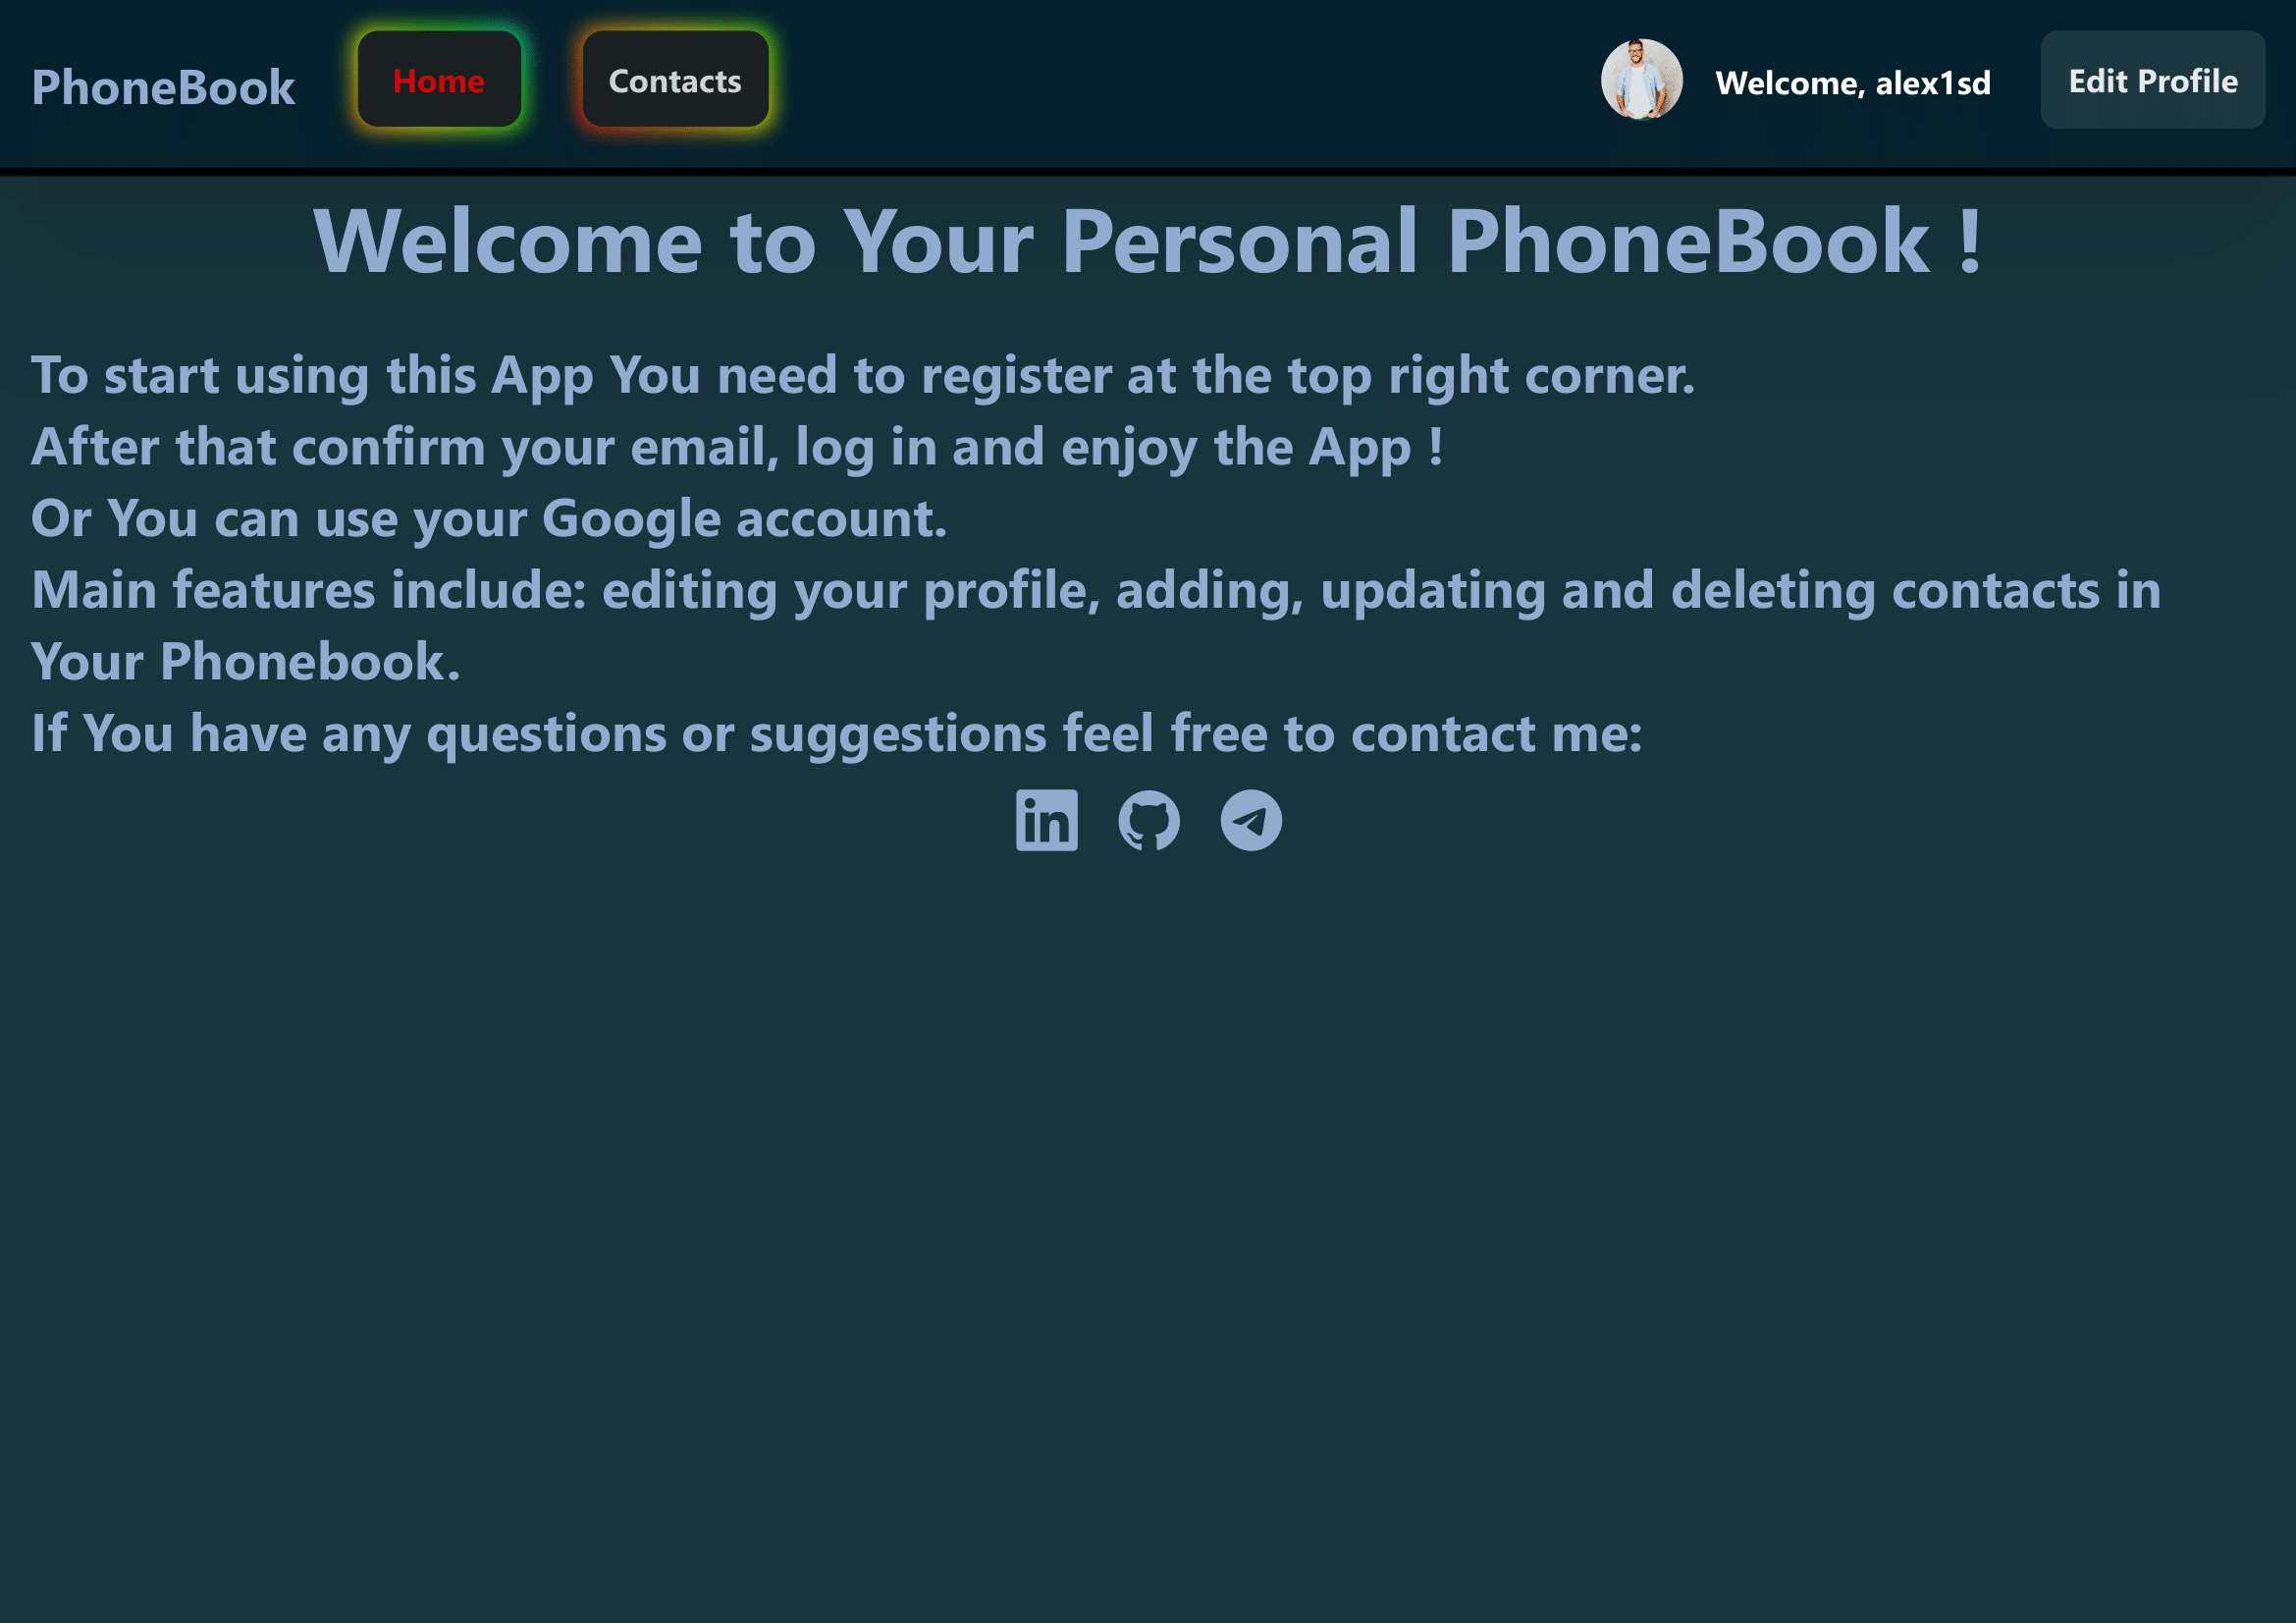 PhoneBook
Home
Contacts
Welcome, alex1sd
Edit Profile
Welcome to Your Personal PhoneBook !
To start using this App You need to register at the top right corner.
After that confirm your email, log in and enjoy the App !
Or You can use your Google account.
Main features include: editing your profile, adding, updating and deleting contacts in
Your Phonebook.
If You have any questions or suggestions feel free to contact me:
in